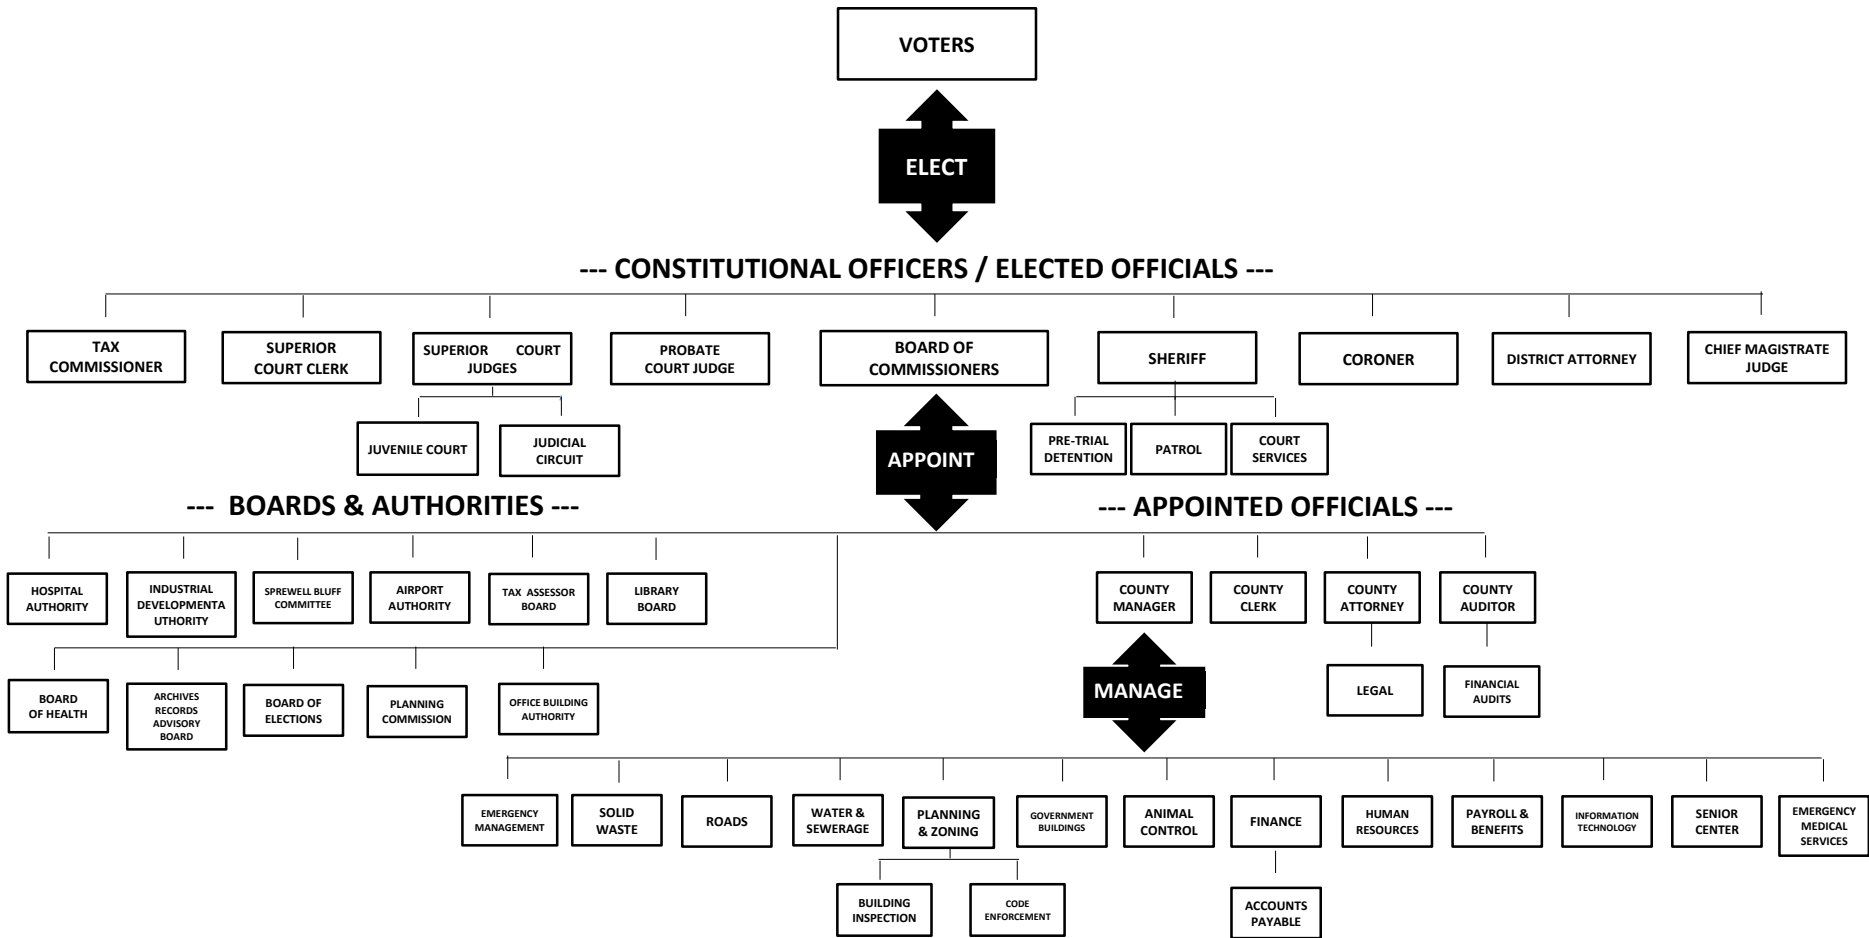 VOTERS
ELECT
--- CONSTITUTIONAL OFFICERS / ELECTED OFFICIALS ---
TAX
COMMISSIONER
SUPERIOR
COURT CLERK
SUPERIOR COURT
JUDGES
PROBATE
COURT JUDGE
BOARD OF
COMMISSIONERS
SHERIFF
CORONER
DISTRICT ATTORNEY
CHIEF MAGISTRATE
JUDGE
JUVENILE COURT
JUDICIAL
CIRCUIT
APPOINT
PRE-TRIAL
DETENTION
PATROL
COURT
SERVICES
--- BOARDS & AUTHORITIES ---
--- APPOINTED OFFICIALS ---
HOSPITAL
AUTHORITY
INDUSTRIAL
DEVELOPMENTA
UTHORITY
SPREWELL BLUFF
COMMITTEE
AIRPORT
AUTHORITY
TAX ASSESSOR
BOARD
LIBRARY
BOARD
COUNTY
MANAGER
COUNTY
CLERK
COUNTY
ATTORNEY
COUNTY
AUDITOR
BOARD
OF HEALTH
ARCHIVES
RECORDS
ADVISORY
BOARD
BOARD OF
ELECTIONS
PLANNING
COMMISSION
OFFICE BUILDING
AUTHORITY
MANAGE
LEGAL
FINANCIAL
AUDITS
EMERGENCY
MANAGEMENT
SOLID
WASTE
ROADS
WATER &
SEWERAGE
PLANNING
& ZONING
GOVERNMENT
BUILDINGS
ANIMAL
CONTROL
FINANCE
HUMAN
RESOURCES
PAYROLL &
BENEFITS
INFORMATION
TECHNOLOGY
SENIOR
CENTER
EMERGENCY
MEDICAL
SERVICES
BUILDING
INSPECTION
CODE
ENFORCEMENT
ACCOUNTS
PAYABLE